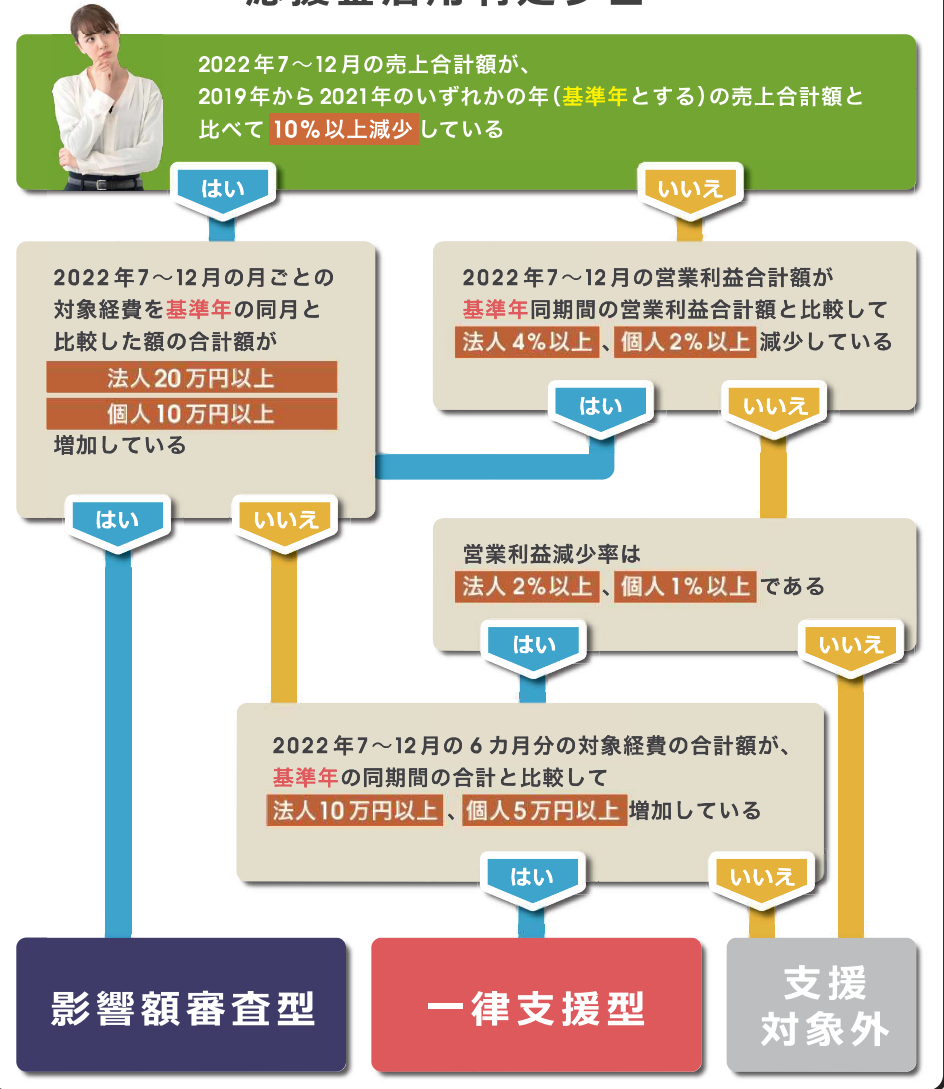 2022年7～12月の売上合計額が、
2019年から2021年のいずれかの年（基準年とする）の売上合計額と
比べて 10％以上減少 している
はい
いいえ
2022年7～12月の月ごとの
対象経費を基準年の同月と
比較した額の合計額が
法人20万円以上
個人10万円以上
増加している
はい
いいえ
2022年7～12月の営業利益合計額が
基準年同期間の営業利益合計額と比較して
法人4％以上、個人2％以上 減少している
はい
いいえ
営業利益減少率は
法人2％以上、個人1％以上 である
はい
いいえ
2022年7～12月の6カ月分の対象経費の合計額が、
基準年の同期間の合計と比較して
法人10万円以上、個人5万円以上 増加している
はい
いいえ
影響額審査型
一律支援型
支援
対象外